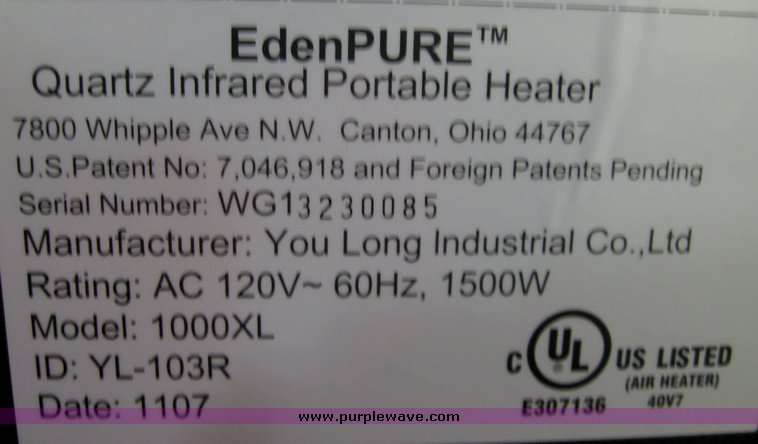 EdenPURE™
Quartz Infrared Portable Heater
7800 Whipple Ave N.W. Canton, Ohio 44767
U.S.Patent No: 7,046,918 and Foreign Patents Pending
Serial Number: WG13230085
Manufacturer: You Long Industrial Co.,Ltd
Rating: AC 120V~ 60Hz, 1500W
Model: 1000XL
ID: YL-103R
Date: 1107
C UL ® US LISTED
(AIR HEATER)
E307136 40V7
www.purplewave.com